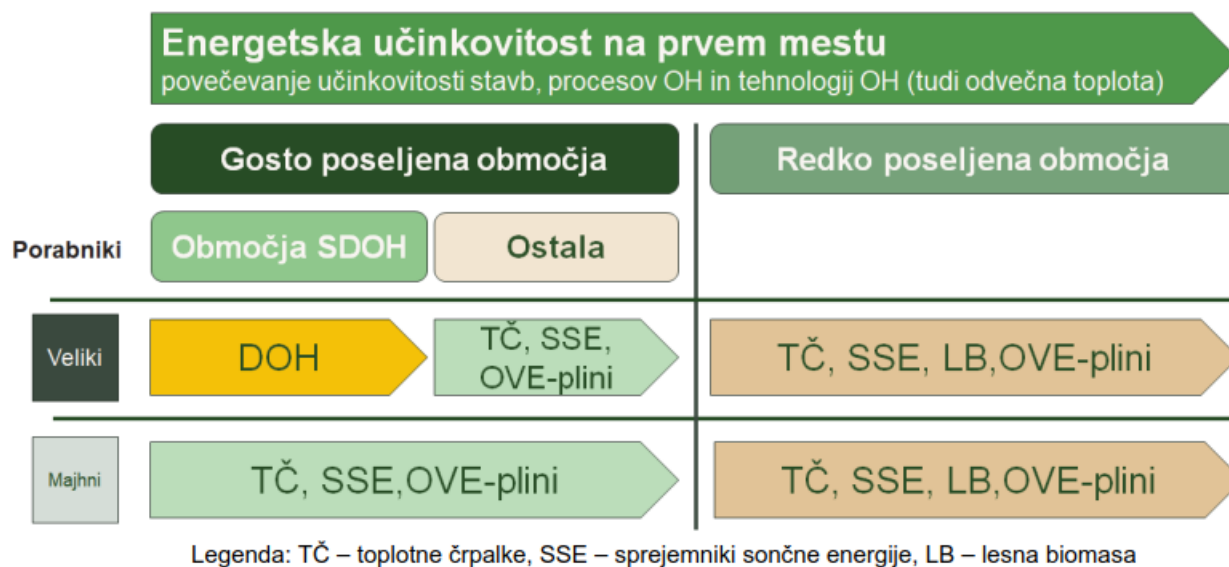 Energetska učinkovitost na prvem mestu
povečevanje učinkovitosti stavb, procesov OH in tehnologij OH (tudi odvečna toplota)
Gosto poseljena območja
Redko poseljena območja
Porabniki
Območja SDOH
Ostala
Veliki
DOH
TČ, SSE,
OVE-plini
TČ, SSE, LB,OVE-plini
Majhni
TČ, SSE,OVE-plini
TČ, SSE, LB,OVE-plini
Legenda: TČ – toplotne črpalke, SSE – sprejemniki sončne energije, LB – lesna biomasa